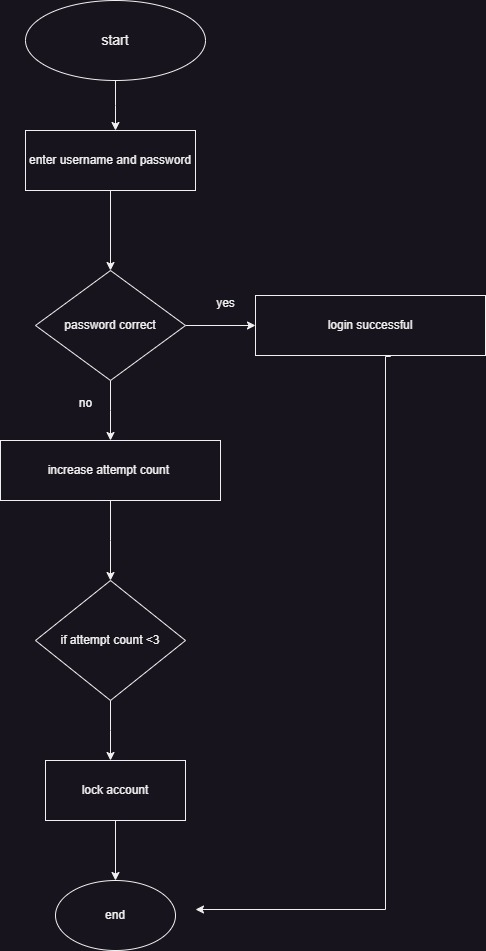 start
enter username and password
password correct
yes
login successful
no
increase attempt count
if attempt count <3
lock account
end